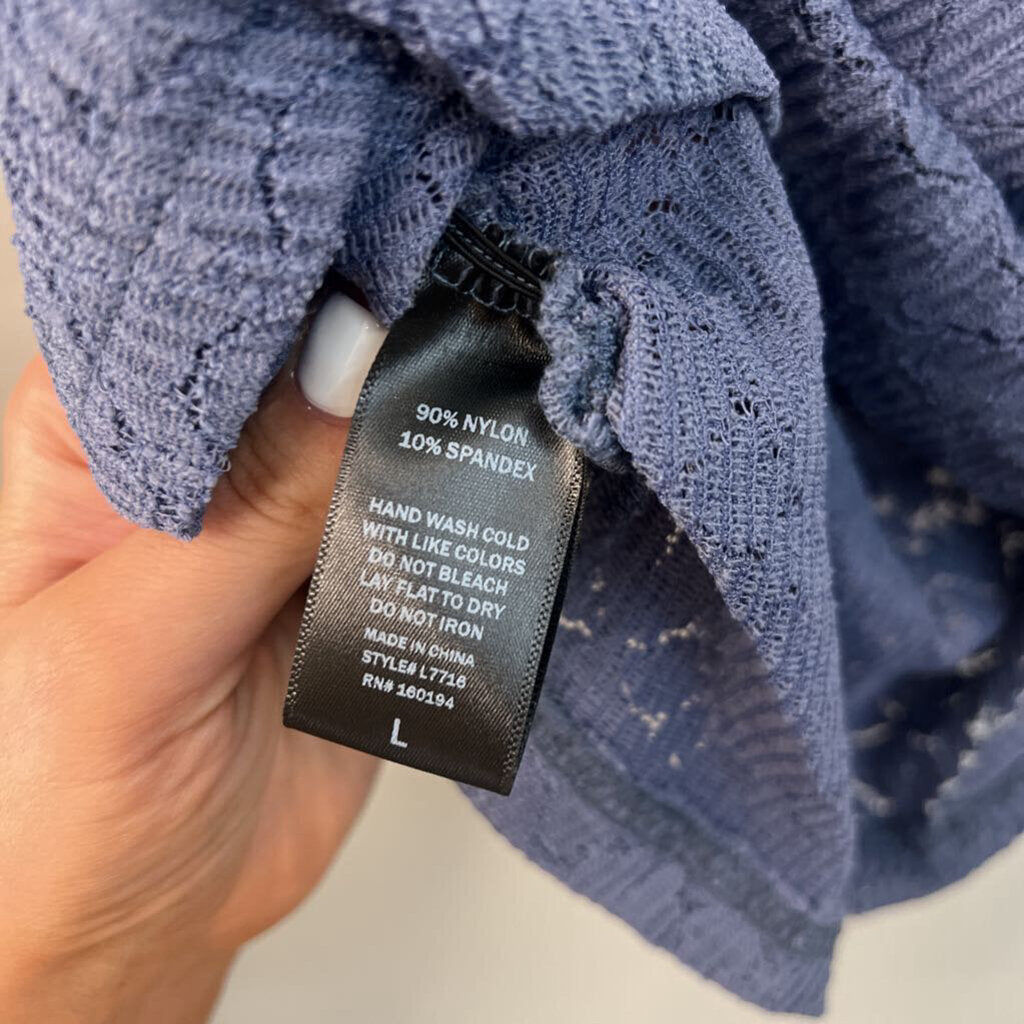 90% NYLON
10% SPANDEX
HAND WASH COLD
WITH LIKE COLORS
DO NOT BLEACH
LAY FLAT TO DRY
DO NOT IRON
MADE IN CHINA
STYLE# L7716
RN# 160194
L